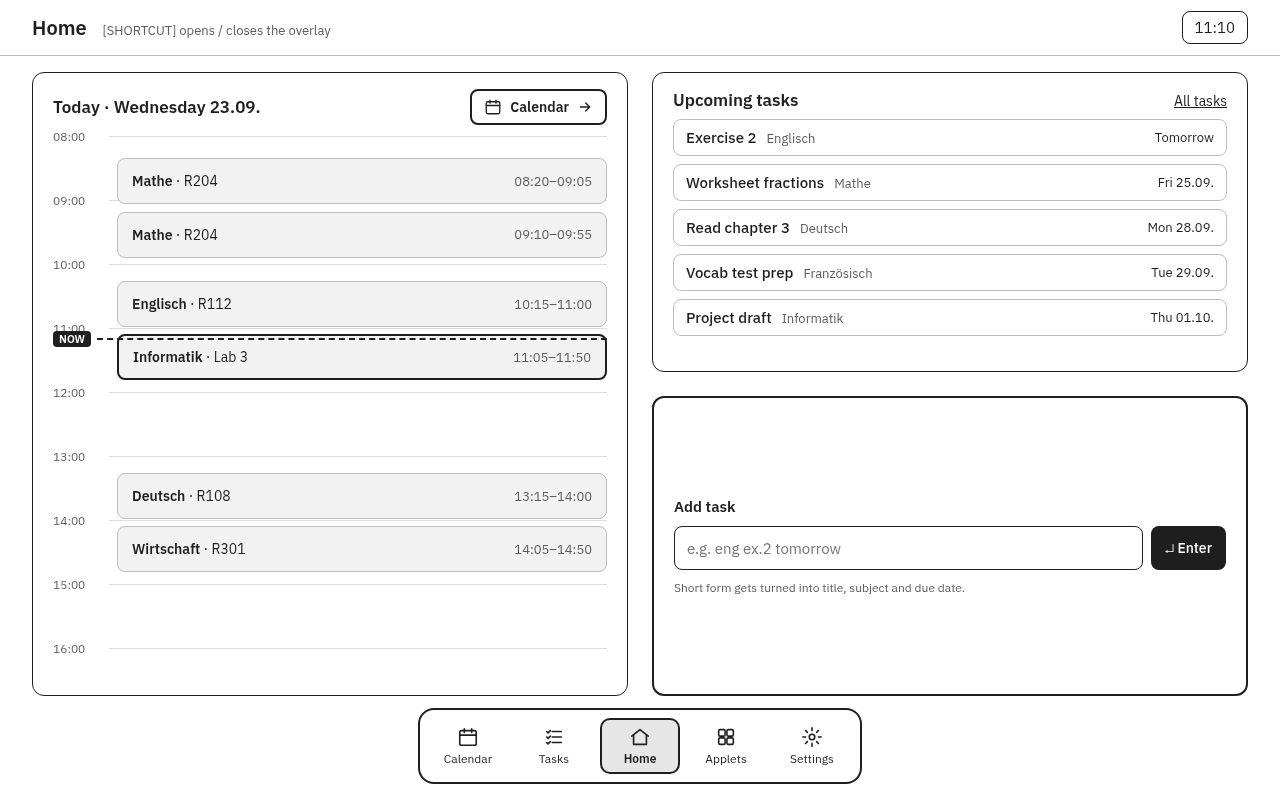 Home [SHORTCUT] opens / closes the overlay
11:10
Today · Wednesday 23.09.
Calendar →
08:00
Mathe · R204 08:20–09:05
09:00
Mathe · R204 09:10–09:55
10:00
Englisch · R112 10:15–11:00
11:00
NOW
Informatik · Lab 3 11:05–11:50
12:00
13:00
Deutsch · R108 13:15–14:00
14:00
Wirtschaft · R301 14:05–14:50
15:00
16:00
Upcoming tasks All tasks
Exercise 2 Englisch Tomorrow
Worksheet fractions Mathe Fri 25.09.
Read chapter 3 Deutsch Mon 28.09.
Vocab test prep Französisch Tue 29.09.
Project draft Informatik Thu 01.10.
Add task
e.g. eng ex.2 tomorrow
↵ Enter
Short form gets turned into title, subject and due date.
Calendar Tasks Home Applets Settings